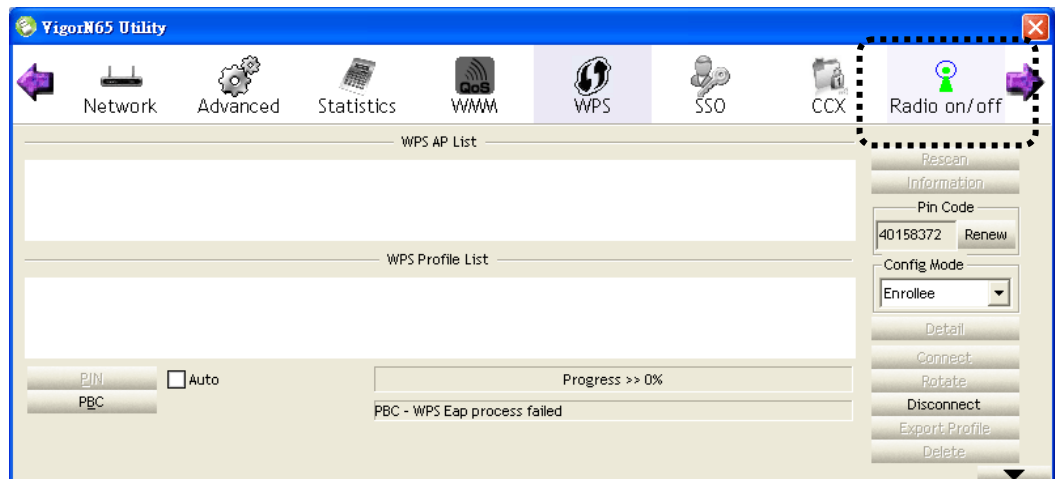 VigorN65 Utility
Network Advanced Statistics QoS WMM WPS SSO CCX Radio on/off
WPS AP List
Rescan
Information
Pin Code
40158372 Renew
WPS Profile List
Config Mode
Enrollee
Detail
Connect
PIN Auto Progress >> 0%
Rotate
PBC PBC - WPS Eap process failed
Disconnect
Export Profile
Delete